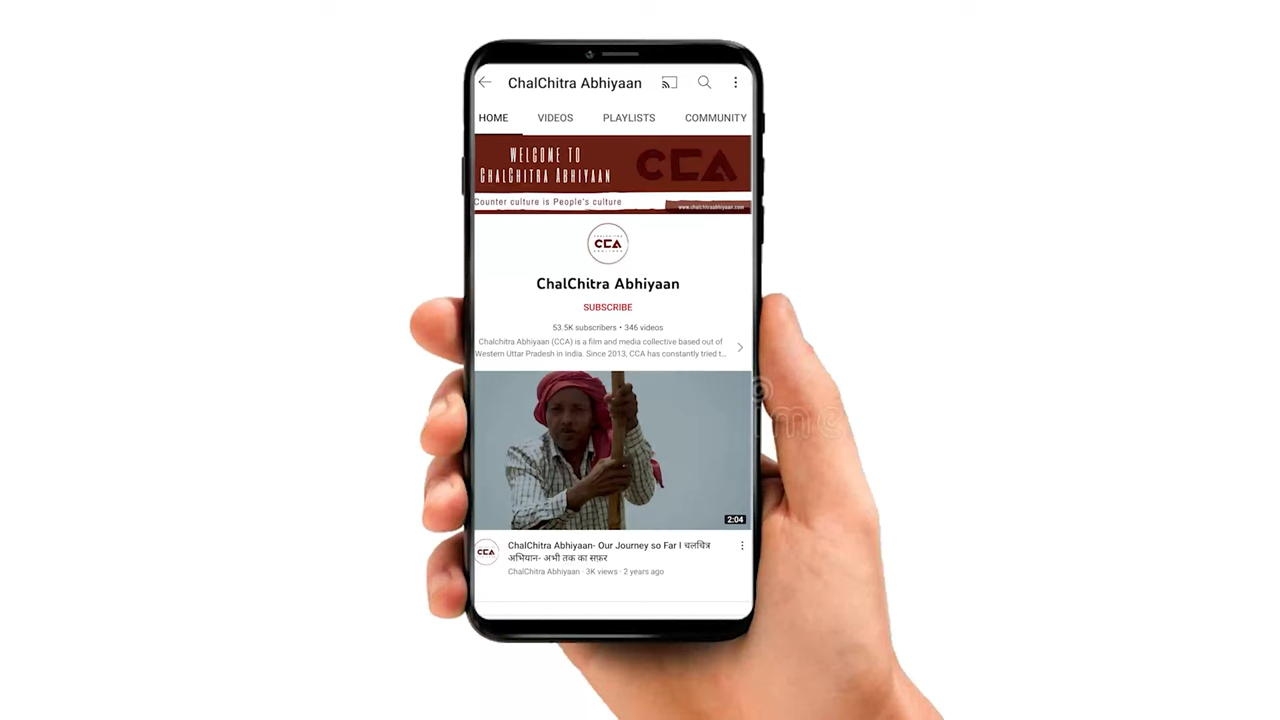 ChalChitra Abhiyaan
HOME VIDEOS PLAYLISTS COMMUNITY
WELCOME TO
CHALCHITRA ABHIYAAN
CCA
Counter culture is People's culture
www.chalchitraabhiyaan.com
CCA
ChalChitra Abhiyaan
SUBSCRIBE
53.5K subscribers • 346 videos
Chalchitra Abhiyaan (CCA) is a film and media collective based out of
Western Uttar Pradesh in India. Since 2013, CCA has constantly tried t...
2:04
CCA
ChalChitra Abhiyaan- Our Journey so Far I चलचित्र
अभियान- अभी तक का सफ़र
ChalChitra Abhiyaan · 3K views · 2 years ago